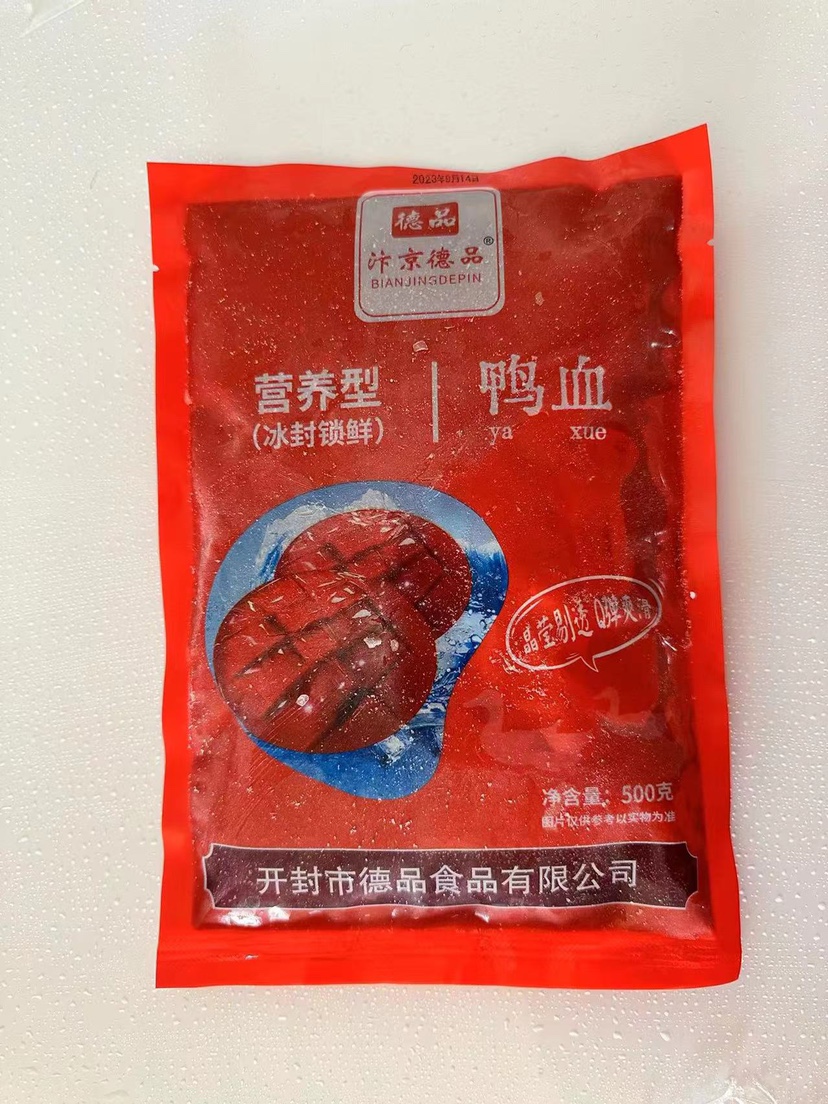 2023年9月14日
德品
汴京德品®
BIANJINGDEPIN
营养型
(冰封锁鲜)
鸭血
ya xue
晶莹剔透 Q弹爽滑
净含量：500克
图片仅供参考以实物为准
开封市德品食品有限公司